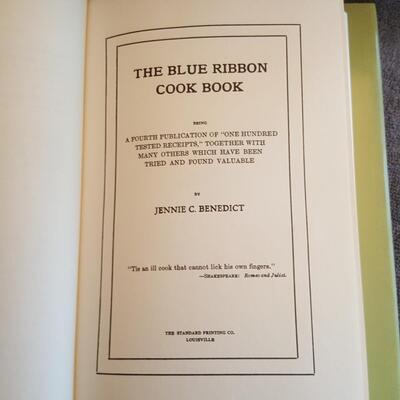 THE BLUE RIBBON
COOK BOOK
BEING
A FOURTH PUBLICATION OF "ONE HUNDRED
TESTED RECEIPTS," TOGETHER WITH
MANY OTHERS WHICH HAVE BEEN
TRIED AND FOUND VALUABLE
BY
JENNIE C. BENEDICT
"Tis an ill cook that cannot lick his own fingers."
—SHAKESPEARE: Romeo and Juliet.
THE STANDARD PRINTING CO.
LOUISVILLE